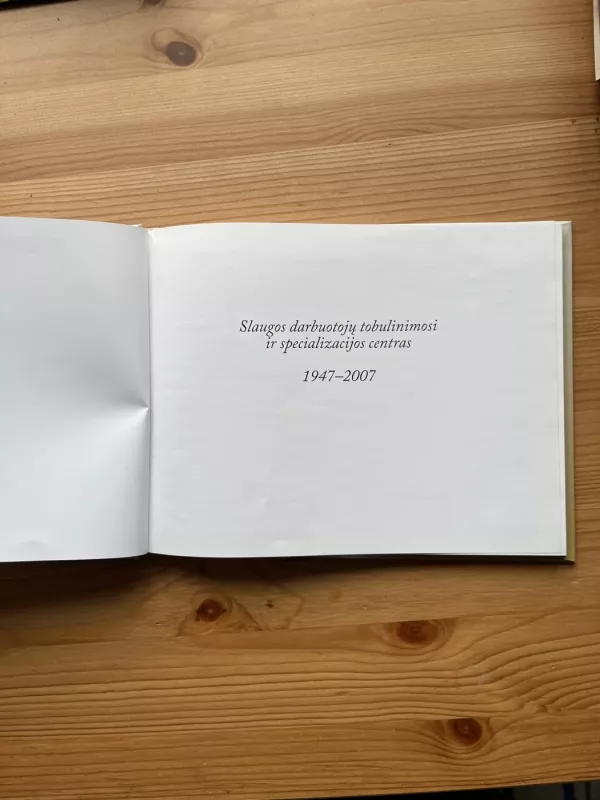 Slaugos darbuotojų tobulinimosi
ir specializacijos centras
1947–2007